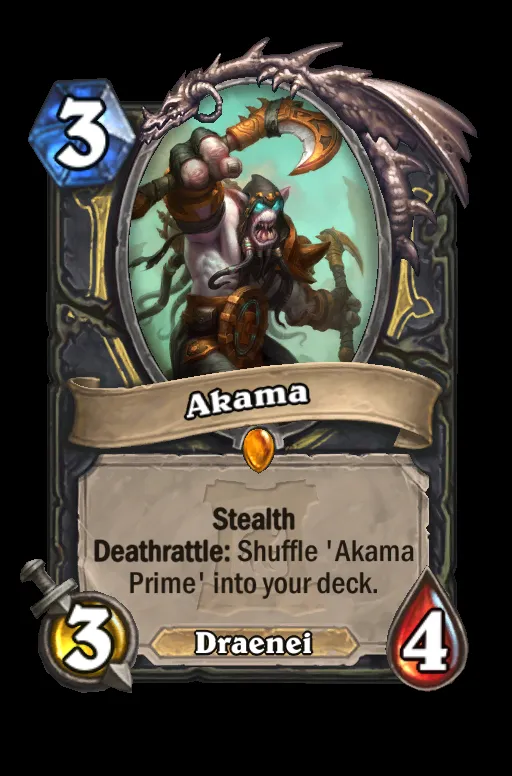 3
Akama
Stealth
Deathrattle: Shuffle 'Akama
Prime' into your deck.
3
Draenei
4